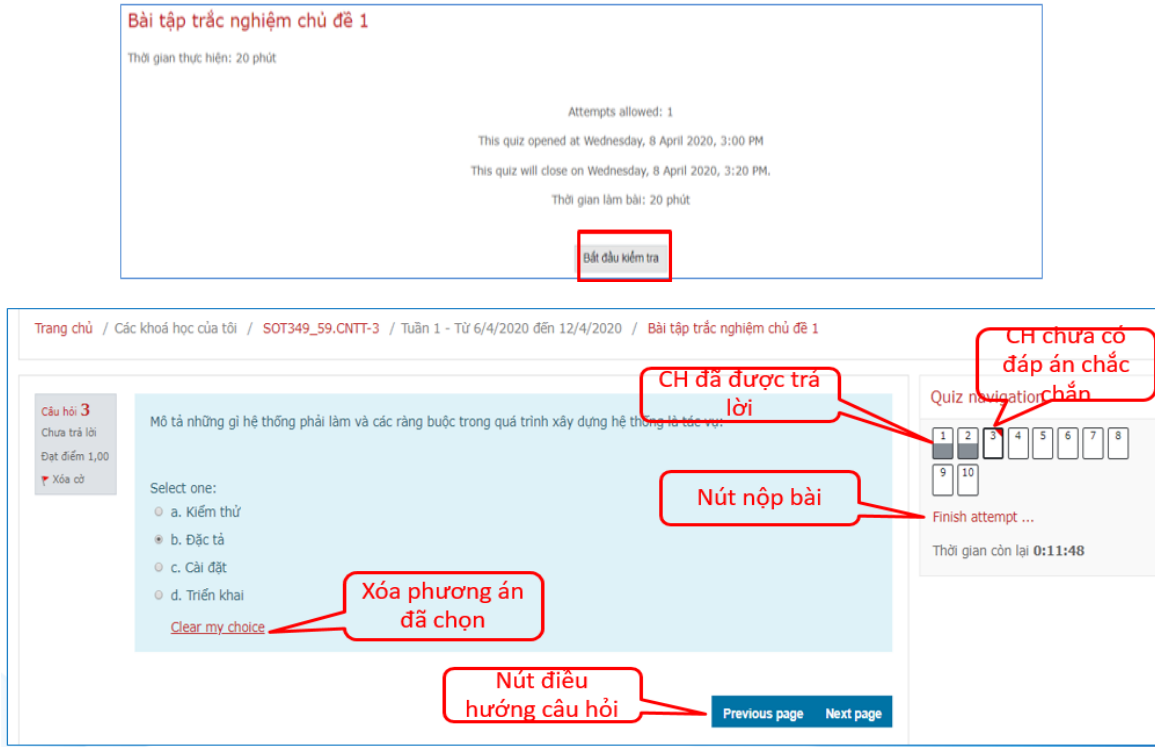 Bài tập trắc nghiệm chủ đề 1
Thời gian thực hiện: 20 phút
Attempts allowed: 1
This quiz opened at Wednesday, 8 April 2020, 3:00 PM
This quiz will close on Wednesday, 8 April 2020, 3:20 PM.
Thời gian làm bài: 20 phút
Bắt đầu kiểm tra
Trang chủ / Các khoá học của tôi / SOT349_59.CNTT-3 / Tuần 1 - Từ 6/4/2020 đến 12/4/2020 / Bài tập trắc nghiệm chủ đề 1
CH chưa có
đáp án chắc
chắn
CH đã được trả
lời
Câu hỏi 3
Chưa trả lời
Đạt điểm 1,00
Xóa cờ
Mô tả những gì hệ thống phải làm và các ràng buộc trong quá trình xây dựng hệ thống là tác vụ:
Select one:
a. Kiểm thử
b. Đặc tả
c. Cài đặt
d. Triển khai
Clear my choice
Xóa phương án
đã chọn
Nút nộp bài
Quiz navigation
1 2 3 4 5 6 7 8
9 10
Finish attempt ...
Thời gian còn lại 0:11:48
Nút điều
hướng câu hỏi
Previous page Next page